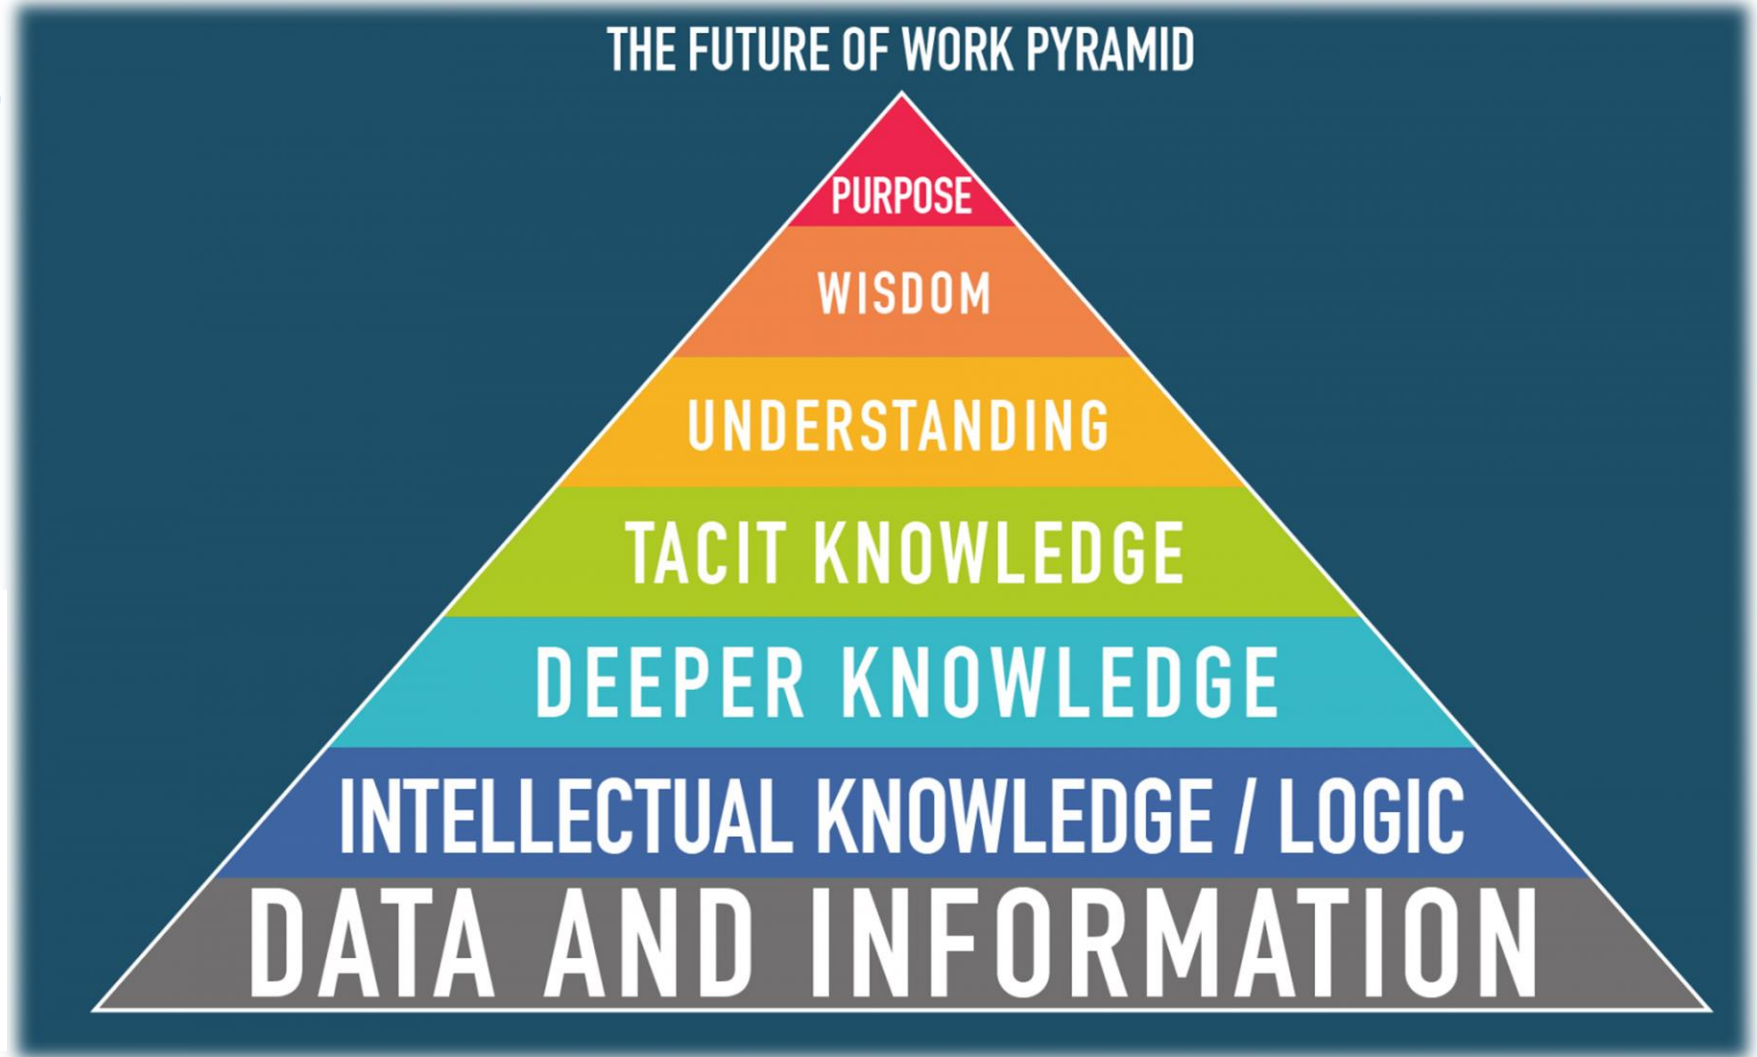 THE FUTURE OF WORK PYRAMID
PURPOSE
WISDOM
UNDERSTANDING
TACIT KNOWLEDGE
DEEPER KNOWLEDGE
INTELLECTUAL KNOWLEDGE / LOGIC
DATA AND INFORMATION